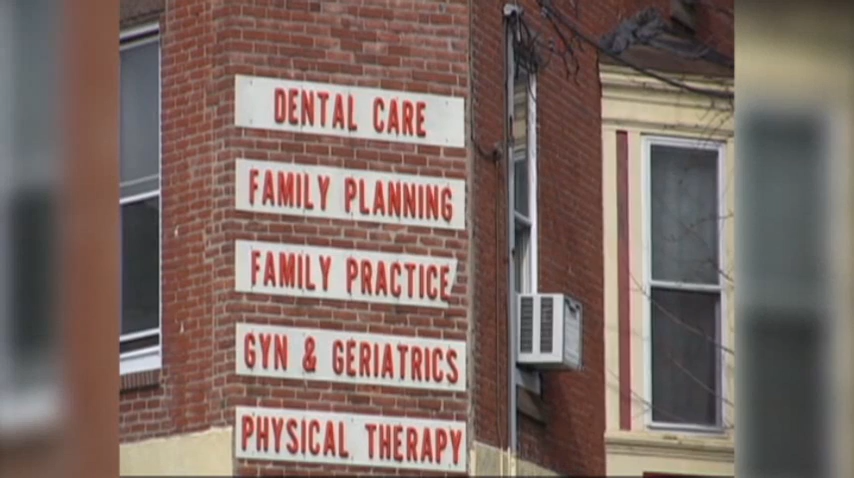 DENTAL CARE
FAMILY PLANNING
FAMILY PRACTICE
GYN & GERIATRICS
PHYSICAL THERAPY